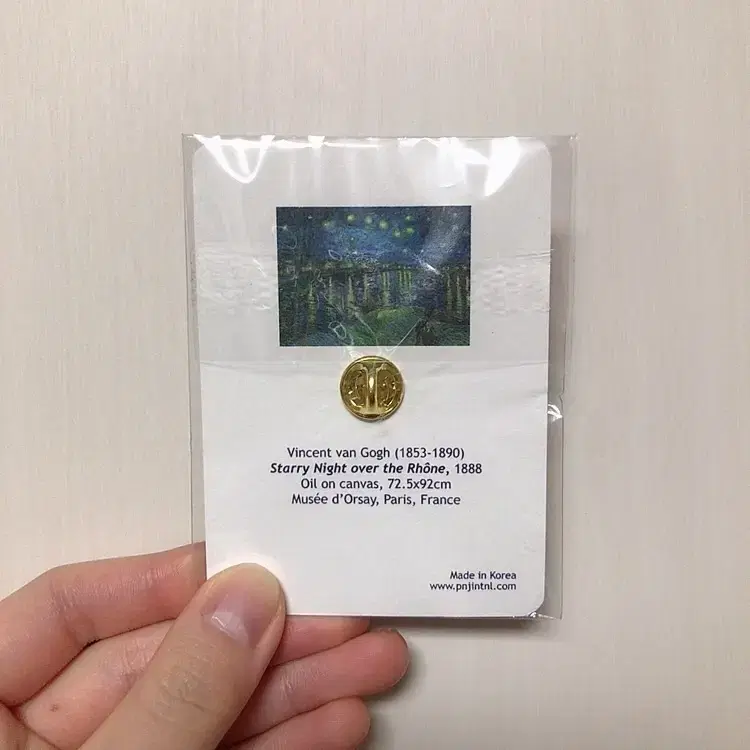 Vincent van Gogh (1853-1890)
Starry Night over the Rhône, 1888
Oil on canvas, 72.5x92cm
Musée d’Orsay, Paris, France
Made in Korea
www.pnjintnl.com